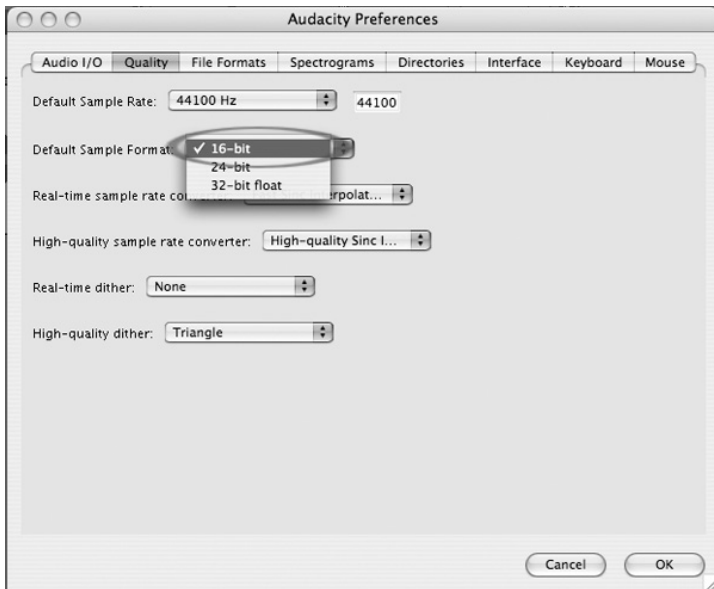 Audacity Preferences
Audio I/O Quality File Formats Spectrograms Directories Interface Keyboard Mouse
Default Sample Rate: 44100 Hz 44100
Default Sample Format: ✓ 16-bit
24-bit
32-bit float
Real-time sample rate converter:
High-quality sample rate converter: High-quality Sinc I...
Real-time dither: None
High-quality dither: Triangle
Cancel OK